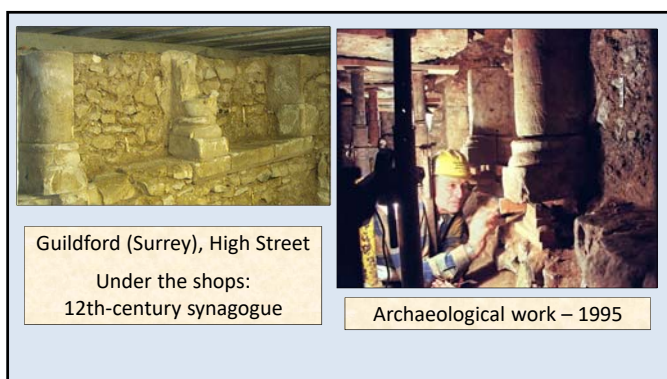 Guildford (Surrey), High Street
Under the shops:
12th-century synagogue
Archaeological work – 1995